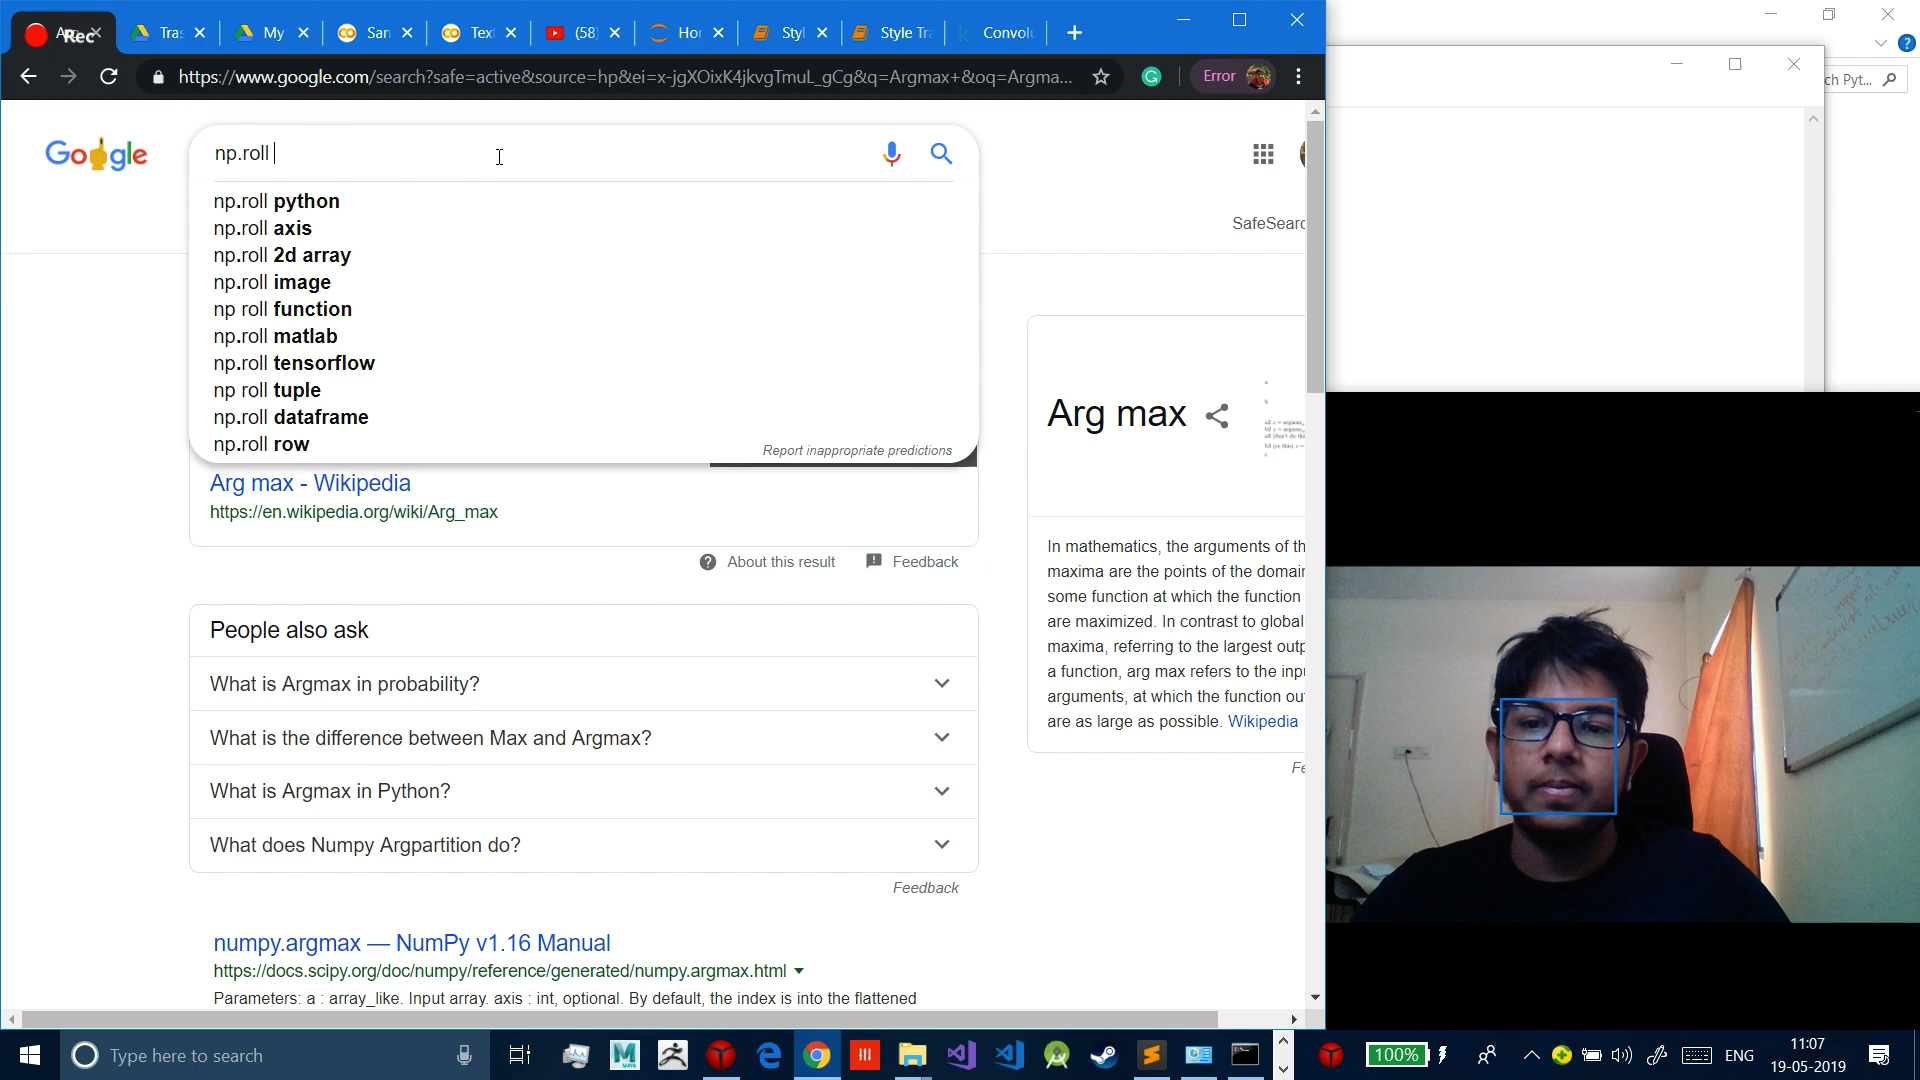 Rec
Tra
My
San
Text
(58)
Hor
Styl
Style Tra
Convolu
https://www.google.com/search?safe=active&source=hp&ei=x-jgXOixK4jkvgTmuL_gCg&q=Argmax+&oq=Argma...
Error
ch Pyt...
Google
np.roll
np.roll python
np.roll axis
np.roll 2d array
np.roll image
np roll function
np.roll matlab
np.roll tensorflow
np roll tuple
np.roll dataframe
np.roll row
Report inappropriate predictions
SafeSearc
Arg max - Wikipedia
https://en.wikipedia.org/wiki/Arg_max
About this result
Feedback
Arg max
In mathematics, the arguments of th
maxima are the points of the domain
some function at which the function
are maximized. In contrast to global
maxima, referring to the largest outp
a function, arg max refers to the inpu
arguments, at which the function ou
are as large as possible. Wikipedia
Fe
People also ask
What is Argmax in probability?
What is the difference between Max and Argmax?
What is Argmax in Python?
What does Numpy Argpartition do?
Feedback
numpy.argmax — NumPy v1.16 Manual
https://docs.scipy.org/doc/numpy/reference/generated/numpy.argmax.html
Parameters: a : array_like. Input array. axis : int, optional. By default, the index is into the flattened
Type here to search
100%
ENG
11:07
19-05-2019